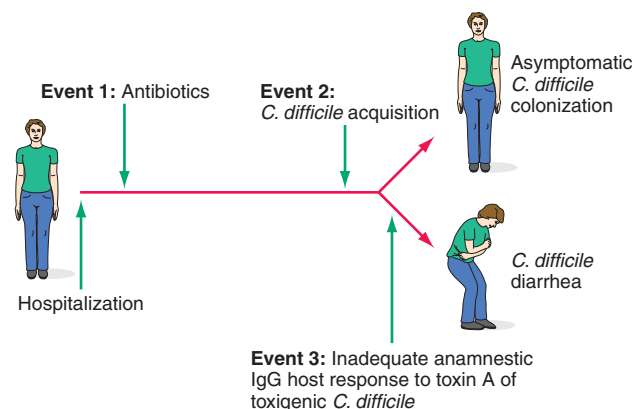 Event 1: Antibiotics
Event 2:
C. difficile acquisition
Asymptomatic
C. difficile
colonization
Hospitalization
C. difficile
diarrhea
Event 3: Inadequate anamnestic
IgG host response to toxin A of
toxigenic C. difficile